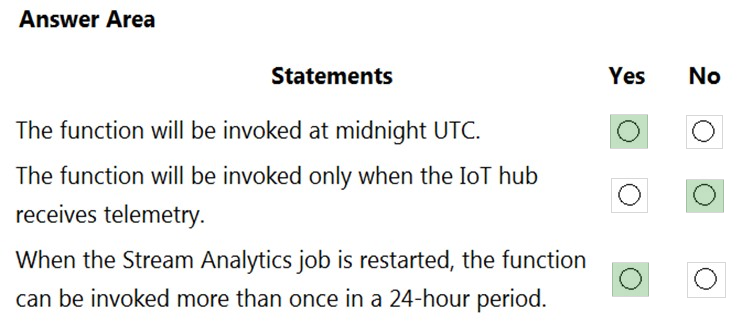 Answer Area
Statements Yes No
The function will be invoked at midnight UTC.
The function will be invoked only when the IoT hub
receives telemetry.
When the Stream Analytics job is restarted, the function
can be invoked more than once in a 24-hour period.